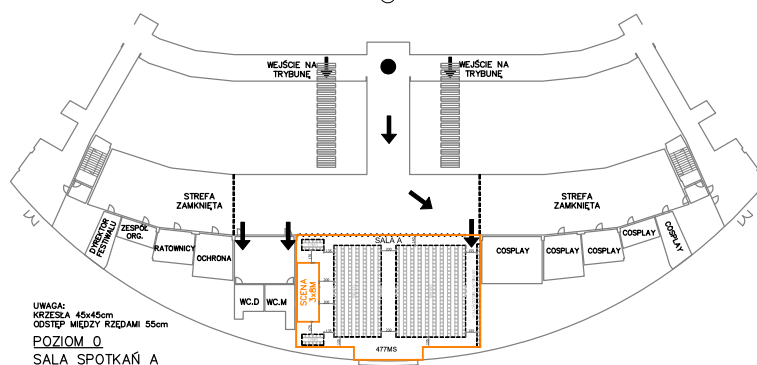 WEJŚCIE NA
TRYBUNĘ
WEJŚCIE NA
TRYBUNĘ
STREFA
ZAMKNIĘTA
STREFA
ZAMKNIĘTA
DYREKTOR
FESTIWALU
ZESPÓŁ
ORG.
RATOWNICY
OCHRONA
WC.D
WC.M
SALA A
SCENA
3x8M
477MS
COSPLAY
COSPLAY
COSPLAY
COSPLAY
COSPLAY
UWAGA:
KRZESŁA 45x45cm
ODSTĘP MIĘDZY RZĘDAMI 55cm
POZIOM 0
SALA SPOTKAŃ A